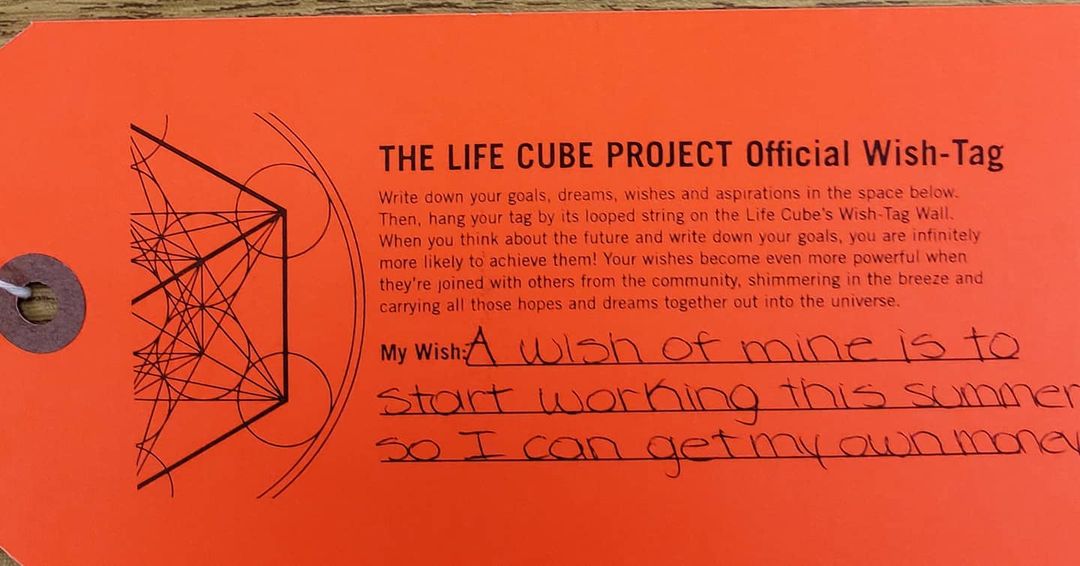 THE LIFE CUBE PROJECT Official Wish-Tag
Write down your goals, dreams, wishes and aspirations in the space below.
Then, hang your tag by its looped string on the Life Cube's Wish-Tag Wall.
When you think about the future and write down your goals, you are infinitely
more likely to achieve them! Your wishes become even more powerful when
they're joined with others from the community, shimmering in the breeze and
carrying all those hopes and dreams together out into the universe.
My Wish: A wish of mine is to
start working this summer
so I can get my own money